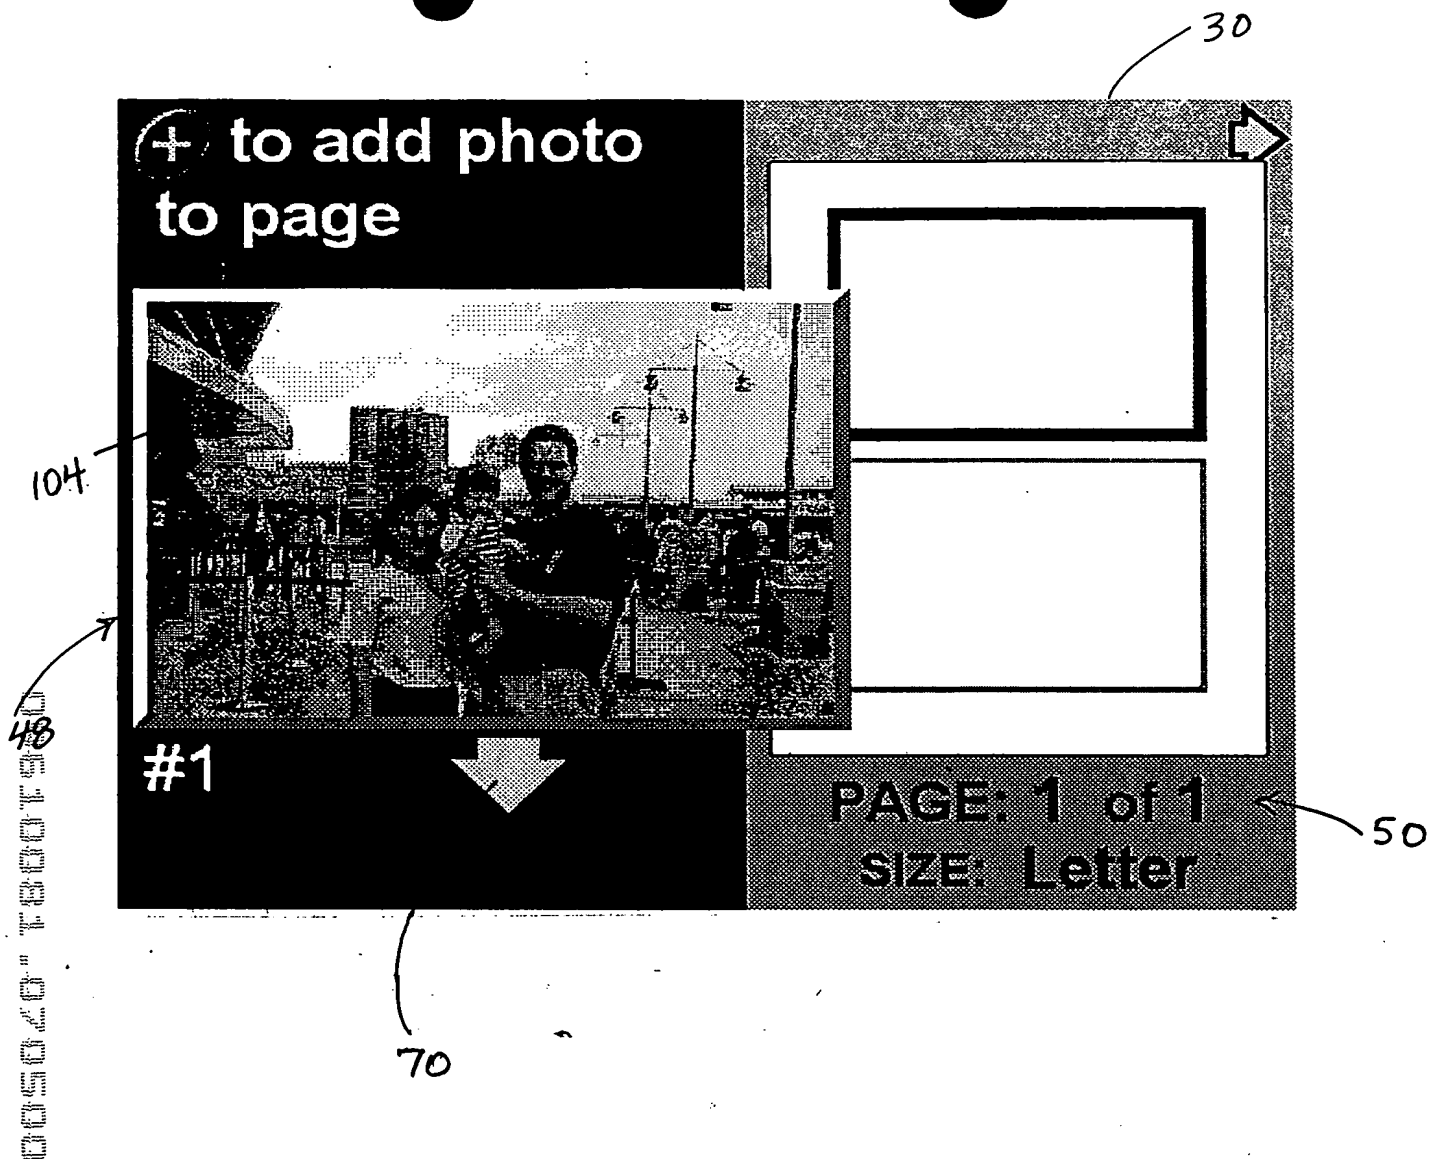 30
+ to add photo
to page
104
48
#1
PAGE: 1 of 1
SIZE: Letter
50
70